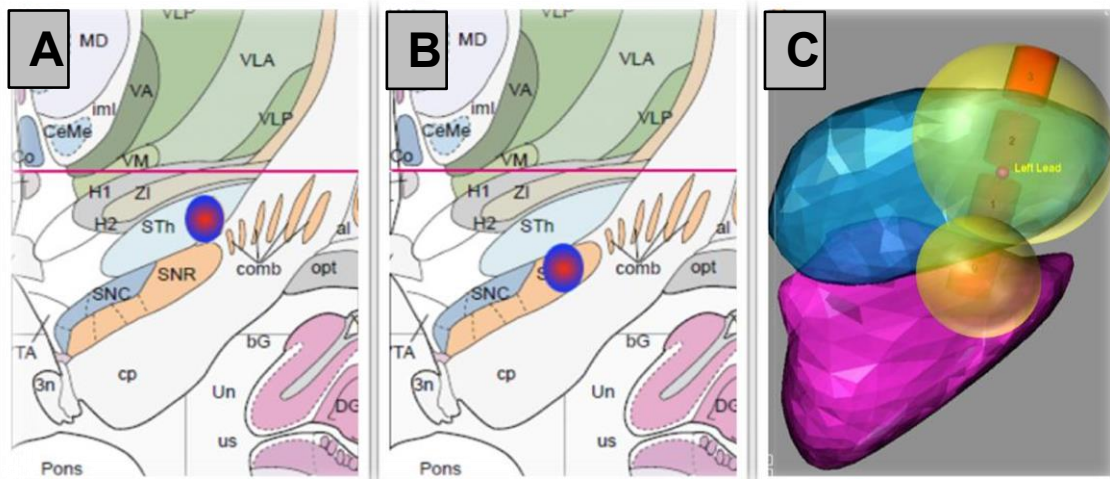 A
VLP
MD
VLA
VA
iml
CeMe
VLP
Co
VM
H1
ZI
H2
STh
al
comb
opt
SNR
SNC
bG
TA
cp
3n
Un
DG
us
Pons
B
VLP
MD
VLA
VA
iml
CeMe
VLP
Co
VM
H1
ZI
H2
STh
al
comb
opt
SNC
bG
TA
cp
3n
Un
DG
us
Pons
C
3
2
Left Lead
1
0